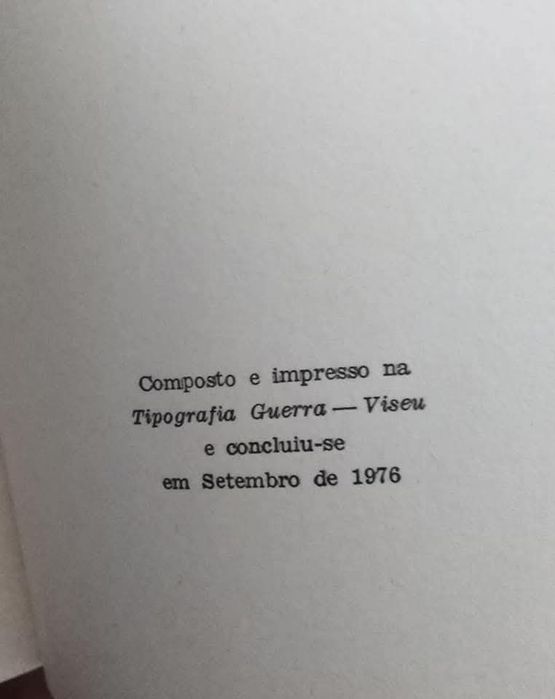 Composto e impresso na
Tipografia Guerra — Viseu
e concluiu-se
em Setembro de 1976